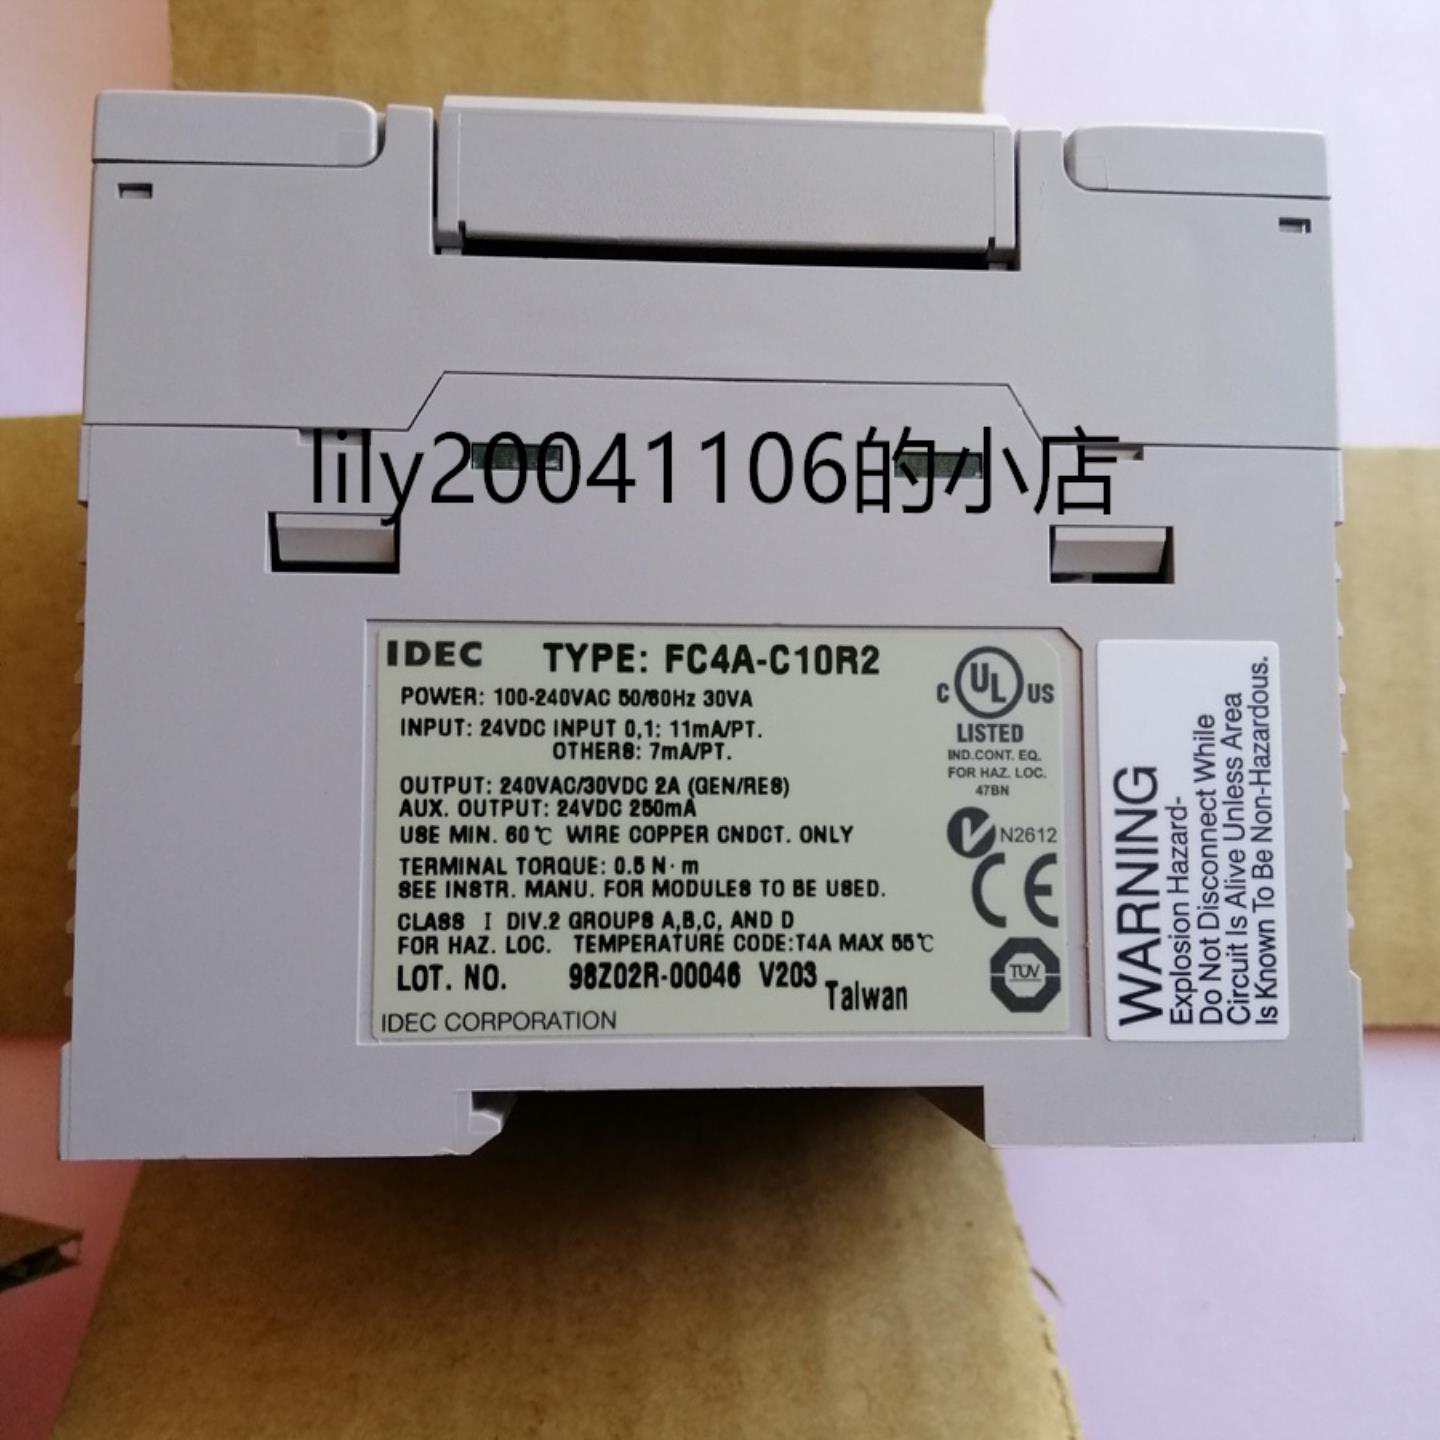 lily20041106的小店
IDEC TYPE: FC4A-C10R2
POWER: 100-240VAC 50/60Hz 30VA
INPUT: 24VDC INPUT 0,1: 11mA/PT.
OTHERS: 7mA/PT.
OUTPUT: 240VAC/30VDC 2A (GEN/RES)
AUX. OUTPUT: 24VDC 250mA
USE MIN. 60℃ WIRE COPPER CNDCT. ONLY
TERMINAL TORQUE: 0.5 N·m
SEE INSTR. MANU. FOR MODULES TO BE USED.
CLASS I DIV.2 GROUPS A,B,C, AND D
FOR HAZ. LOC. TEMPERATURE CODE:T4A MAX 55℃
LOT. NO. 98Z02R-00046 V203
Taiwan
IDEC CORPORATION
C UL US
LISTED
IND.CONT. EQ.
FOR HAZ. LOC.
47BN
N2612
CE
TUV
WARNING
Explosion Hazard-
Do Not Disconnect While
Circuit Is Alive Unless Area
Is Known To Be Non-Hazardous.